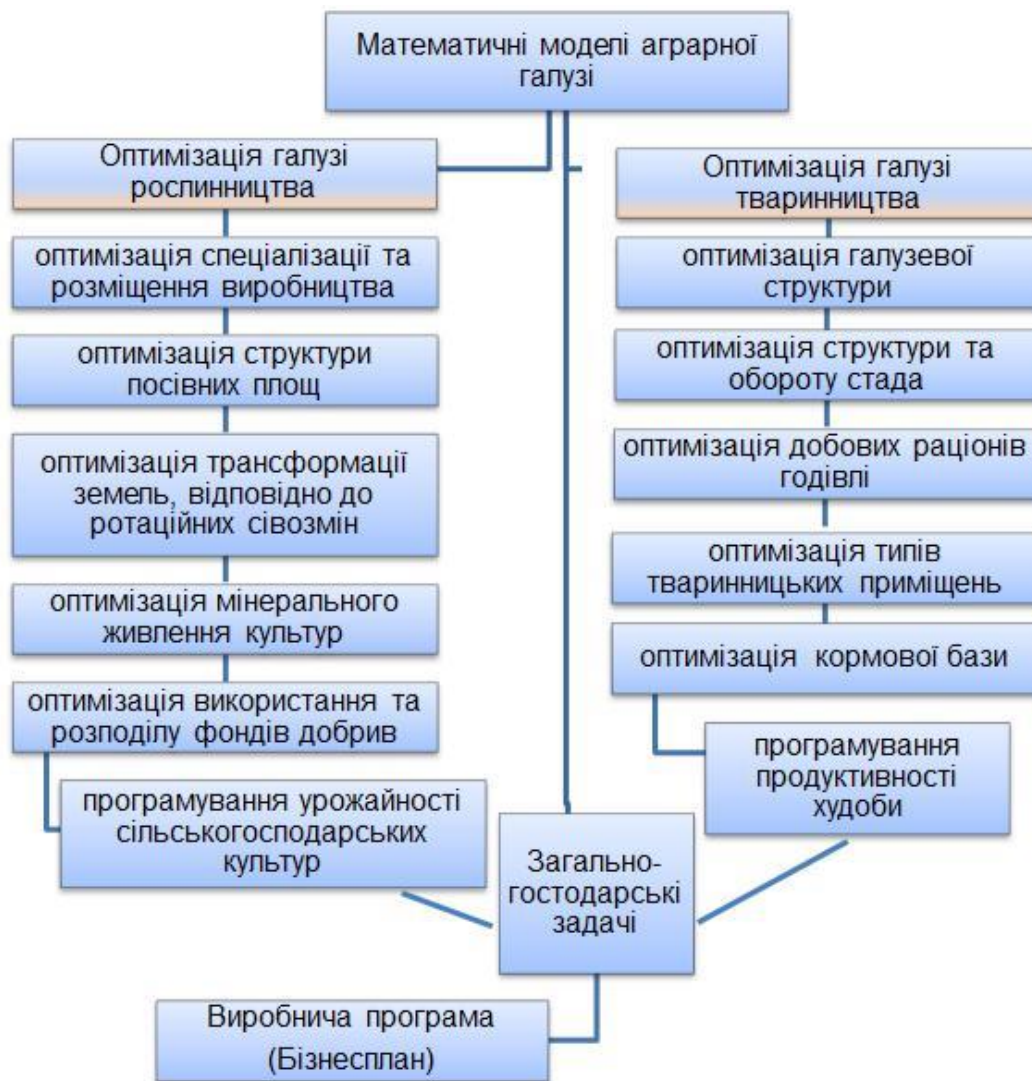 Математичні моделі аграрної
галузі
Оптимізація галузі
рослинництва
оптимізація спеціалізації та
розміщення виробництва
оптимізація структури
посівних площ
оптимізація трансформації
земель, відповідно до
ротаційних сівозмін
оптимізація мінерального
живлення культур
оптимізація використання та
розподілу фондів добрив
програмування урожайності
сільськогосподарських
культур
Оптимізація галузі
тваринництва
оптимізація галузевої
структури
оптимізація структури та
обороту стада
оптимізація добових раціонів
годівлі
оптимізація типів
тваринницьких приміщень
оптимізація кормової бази
програмування
продуктивності
худоби
Загально-
гостодарські
задачі
Виробнича програма
(Бізнесплан)